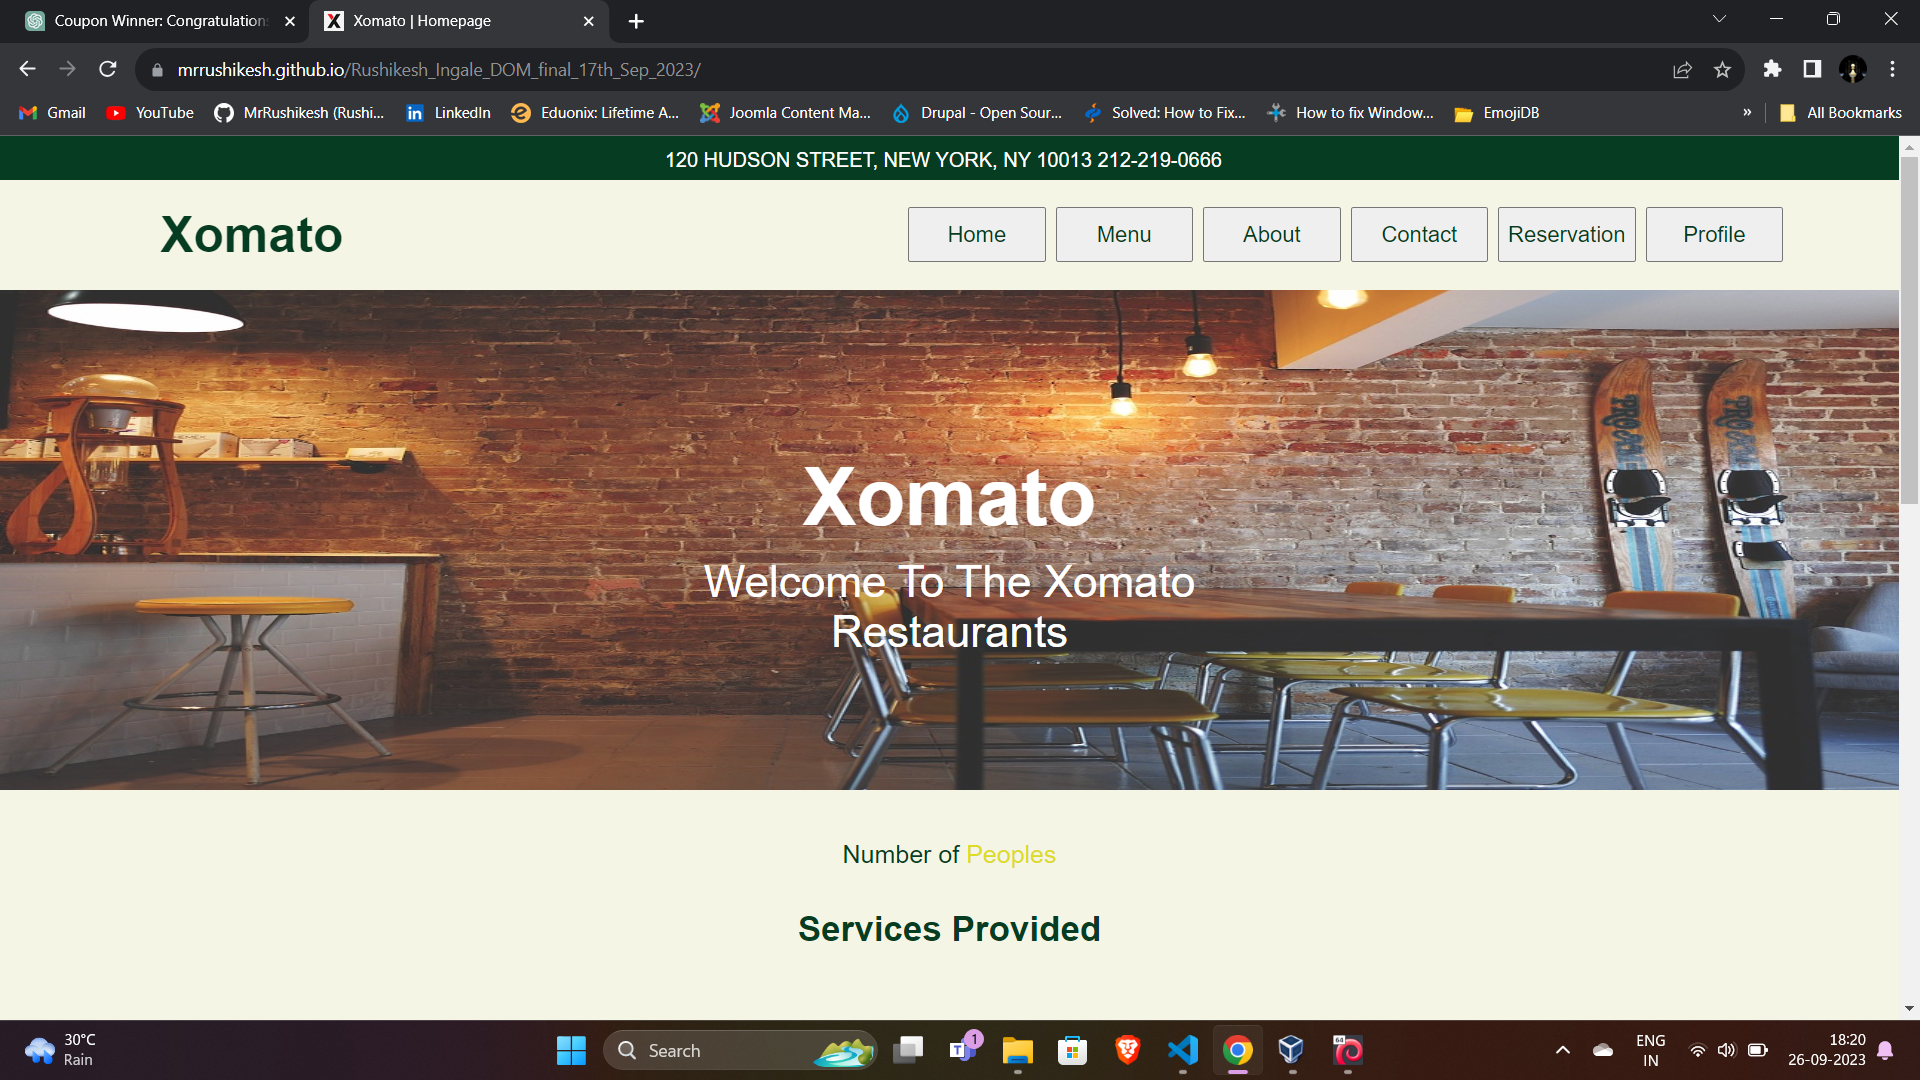 Coupon Winner: Congratulation
Xomato | Homepage
mrrushikesh.github.io/Rushikesh_Ingale_DOM_final_17th_Sep_2023/
Gmail
YouTube
MrRushikesh (Rushi...
LinkedIn
Eduonix: Lifetime A...
Joomla Content Ma...
Drupal - Open Sour...
Solved: How to Fix...
How to fix Window...
EmojiDB
»
All Bookmarks
120 HUDSON STREET, NEW YORK, NY 10013 212-219-0666
Xomato
Home
Menu
About
Contact
Reservation
Profile
Xomato
Welcome To The Xomato
Restaurants
Number of Peoples
Services Provided
30°C
Rain
Search
1
64
ENG
IN
18:20
26-09-2023